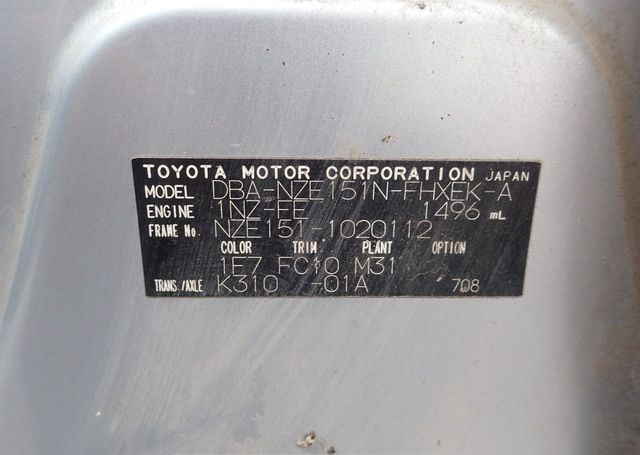 TOYOTA MOTOR CORPORATION JAPAN
MODEL DBA-NZE151N-FHXEK-A
ENGINE 1NZ-FE 1496 mL
FRAME No. NZE151-1020112
COLOR TRIM PLANT OPTION
1E7 FC10 M31
TRANS./AXLE K310 -01A 708